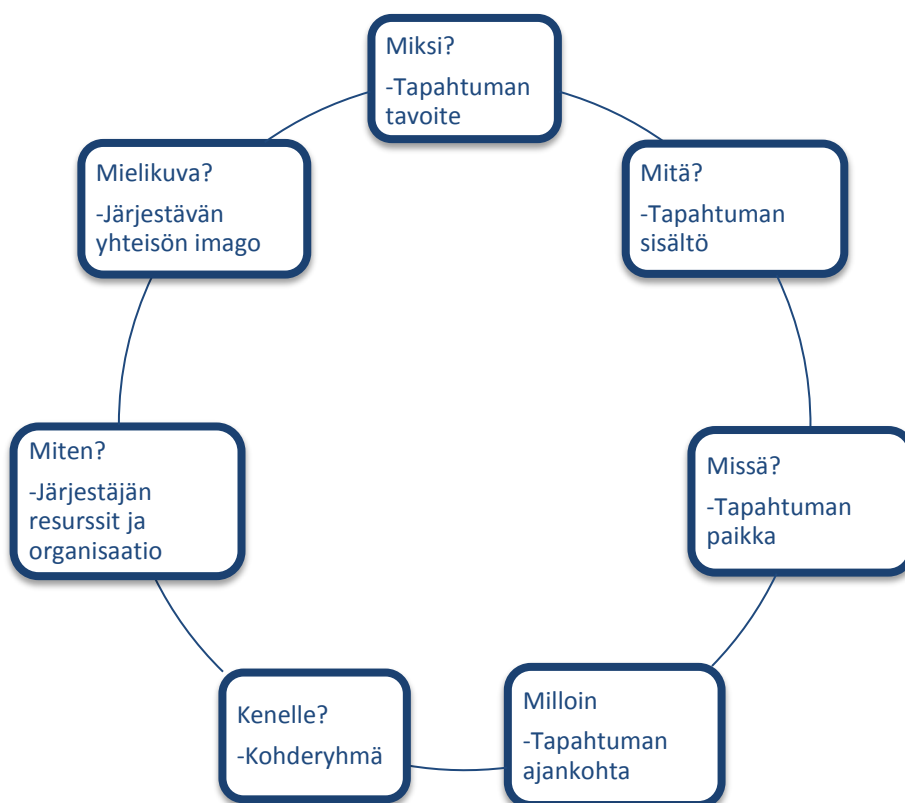 Miksi?
-Tapahtuman
tavoite
Mitä?
-Tapahtuman
sisältö
Missä?
-Tapahtuman
paikka
Milloin
-Tapahtuman
ajankohta
Kenelle?
-Kohderyhmä
Miten?
-Järjestäjän
resurssit ja
organisaatio
Mielikuva?
-Järjestävän
yhteisön imago